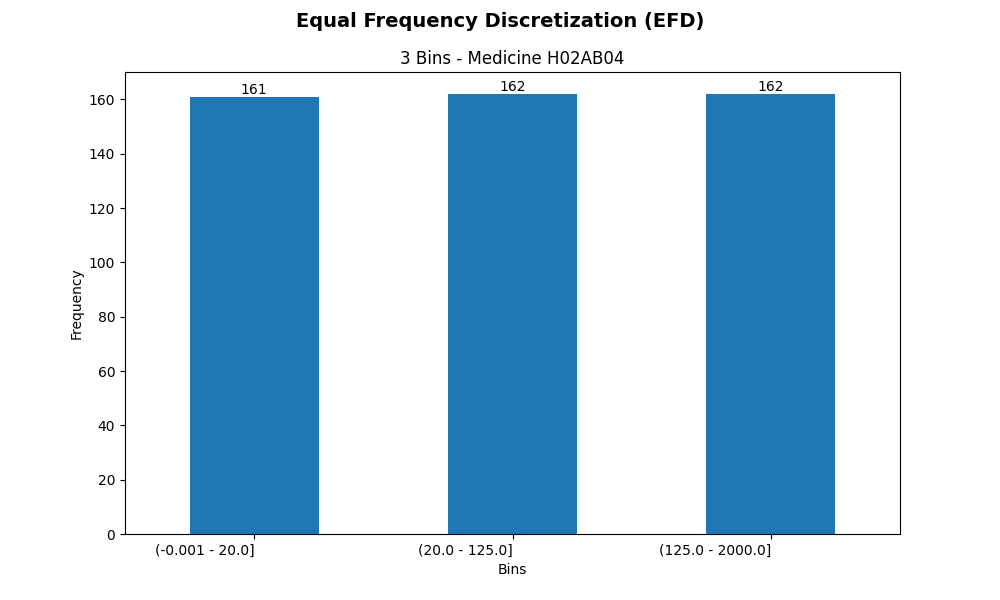 Equal Frequency Discretization (EFD)
3 Bins - Medicine H02AB04
161 162 162
160
140
120
100
80
60
40
20
0
Frequency
(-0.001 - 20.0] (20.0 - 125.0] (125.0 - 2000.0]
Bins